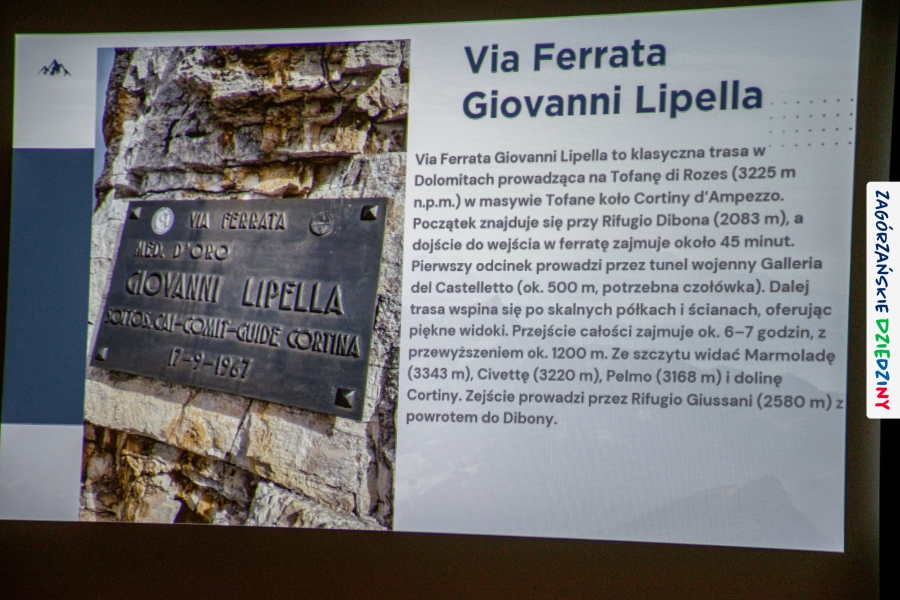 Via Ferrata
Giovanni Lipella
Via Ferrata Giovanni Lipella to klasyczna trasa w
Dolomitach prowadząca na Tofanę di Rozes (3225 m
n.p.m.) w masywie Tofane koło Cortiny d'Ampezzo.
Początek znajduje się przy Rifugio Dibona (2083 m), a
dojście do wejścia w ferratę zajmuje około 45 minut.
Pierwszy odcinek prowadzi przez tunel wojenny Galleria
del Castelletto (ok. 500 m, potrzebna czołówka). Dalej
trasa wspina się po skalnych półkach i ścianach, oferując
piękne widoki. Przejście całości zajmuje ok. 6–7 godzin, z
przewyższeniem ok. 1200 m. Ze szczytu widać Marmoladę
(3343 m), Civettę (3220 m), Pelmo (3168 m) i dolinę
Cortiny. Zejście prowadzi przez Rifugio Giussani (2580 m) z
powrotem do Dibony.
VIA FERRATA
MED. D'ORO
GIOVANNI LIPELLA
CAI-COMIT-GUIDE CORTINA
17-9-1967
ZAGÓRZAŃSKIE DZIEDZINY